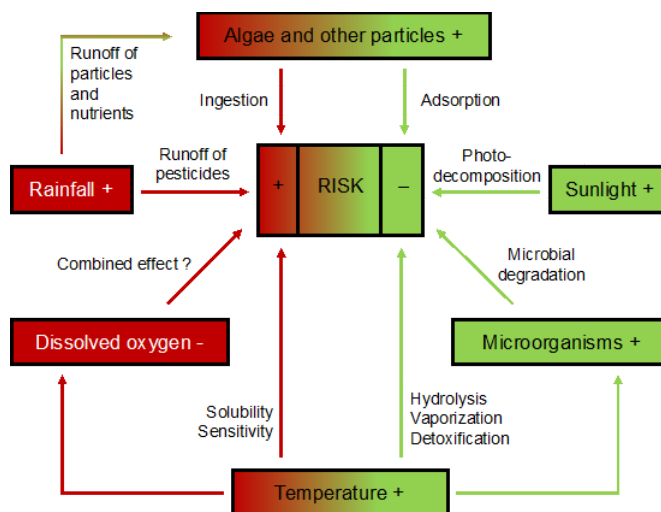 Algae and other particles +
Runoff of
particles
and
nutrients
Ingestion
Adsorption
Runoff of
pesticides
Photo-
decomposition
Rainfall +
+
RISK
–
Sunlight +
Combined effect ?
Microbial
degradation
Dissolved oxygen -
Microorganisms +
Solubility
Sensitivity
Hydrolysis
Vaporization
Detoxification
Temperature +